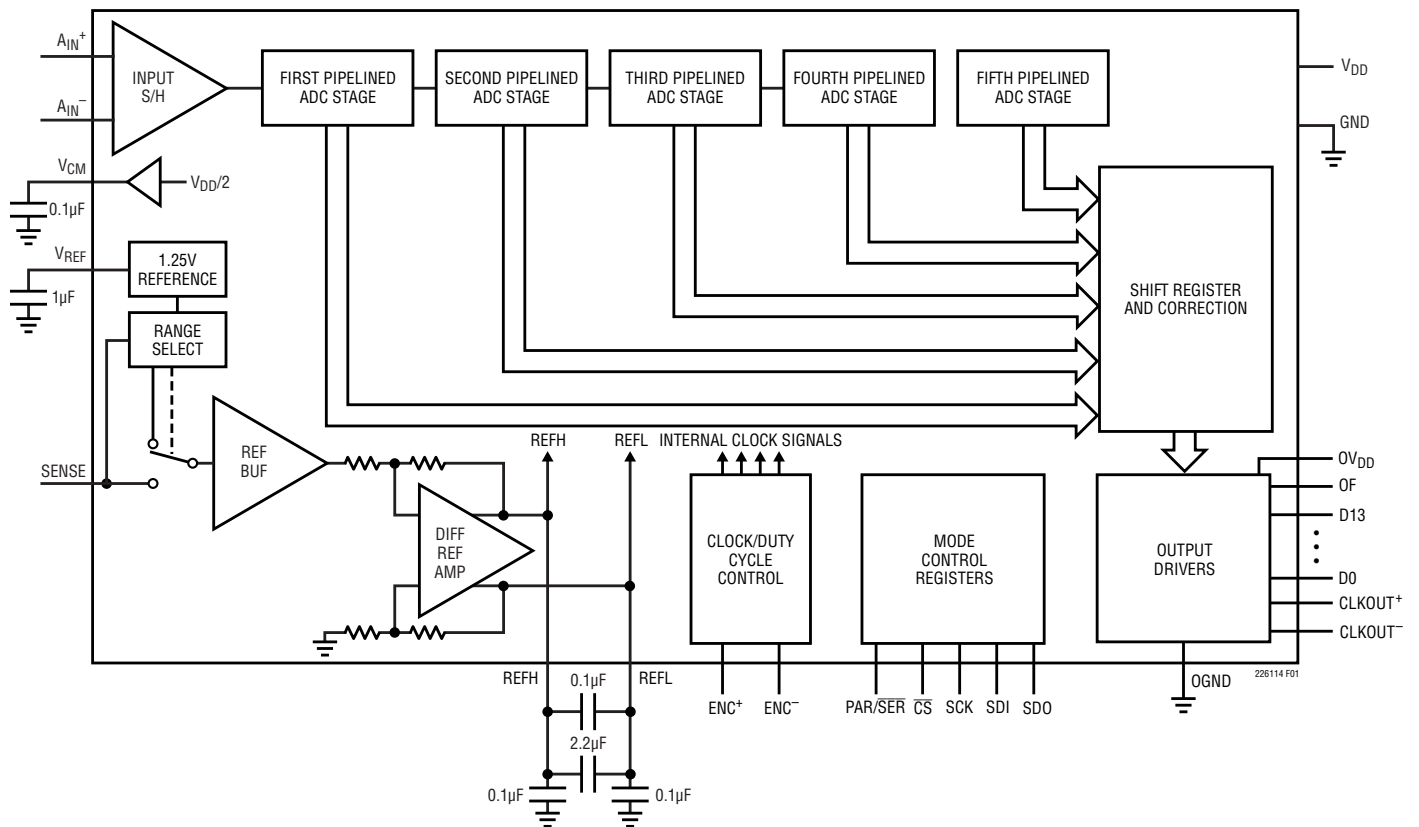 AIN+
AIN−
INPUT
S/H
FIRST PIPELINED
ADC STAGE
SECOND PIPELINED
ADC STAGE
THIRD PIPELINED
ADC STAGE
FOURTH PIPELINED
ADC STAGE
FIFTH PIPELINED
ADC STAGE
VDD
GND
VCM
VDD/2
0.1µF
VREF
1µF
1.25V
REFERENCE
RANGE
SELECT
SHIFT REGISTER
AND CORRECTION
SENSE
REF
BUF
REFH
REFL
INTERNAL CLOCK SIGNALS
DIFF
REF
AMP
CLOCK/DUTY
CYCLE
CONTROL
MODE
CONTROL
REGISTERS
OUTPUT
DRIVERS
OVDD
OF
D13
D0
CLKOUT+
CLKOUT−
226114 F01
REFH
0.1µF
REFL
2.2µF
0.1µF
0.1µF
ENC+
ENC−
PAR/SER
CS
SCK
SDI
SDO
OGND